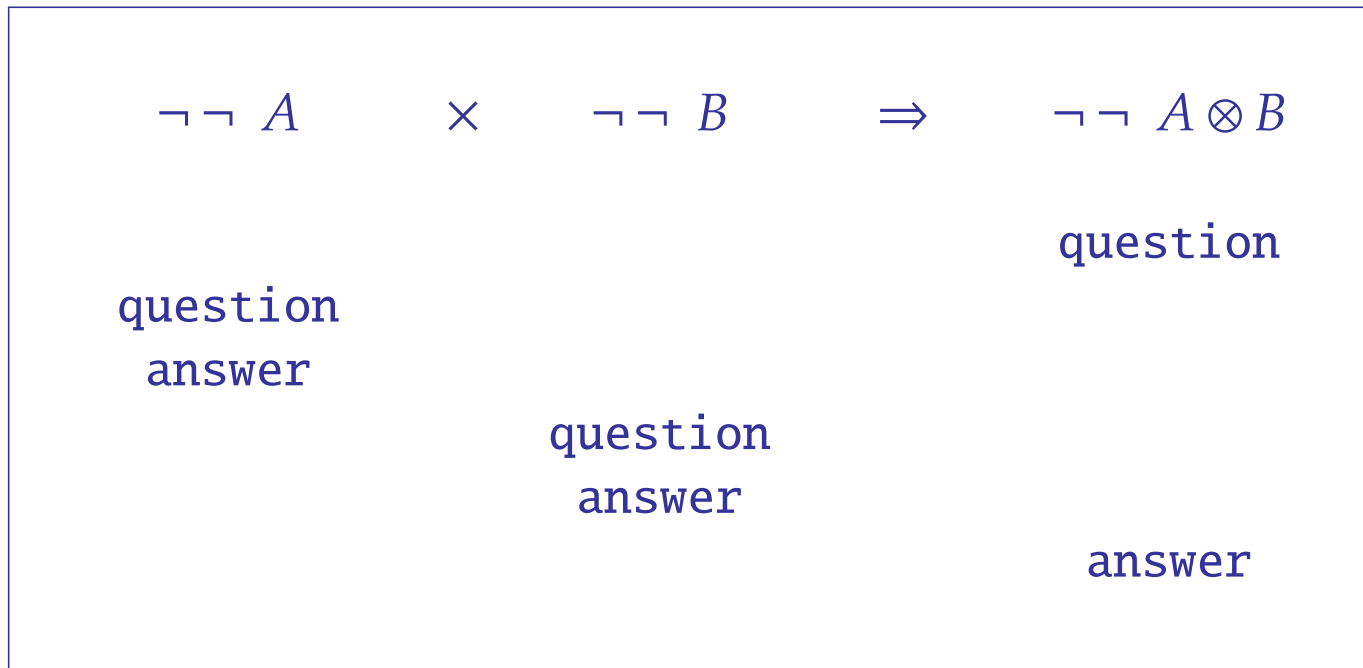 ¬¬ A × ¬¬ B ⇒ ¬¬ A ⊗ B
question
question
answer
question
answer
answer